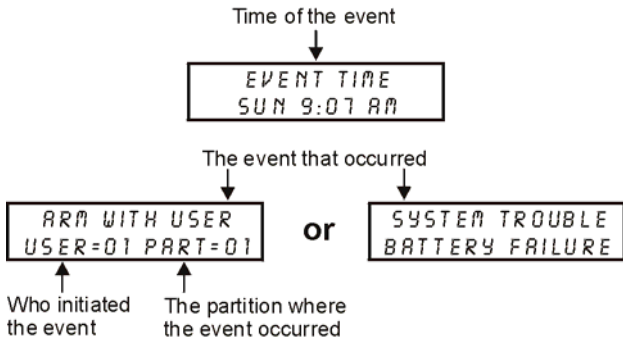 Time of the event
EVENT TIME
SUN 9:07 AM
The event that occurred
ARM WITH USER
USER=01 PART=01
or
SYSTEM TROUBLE
BATTERY FAILURE
Who initiated
the event
The partition where
the event occurred